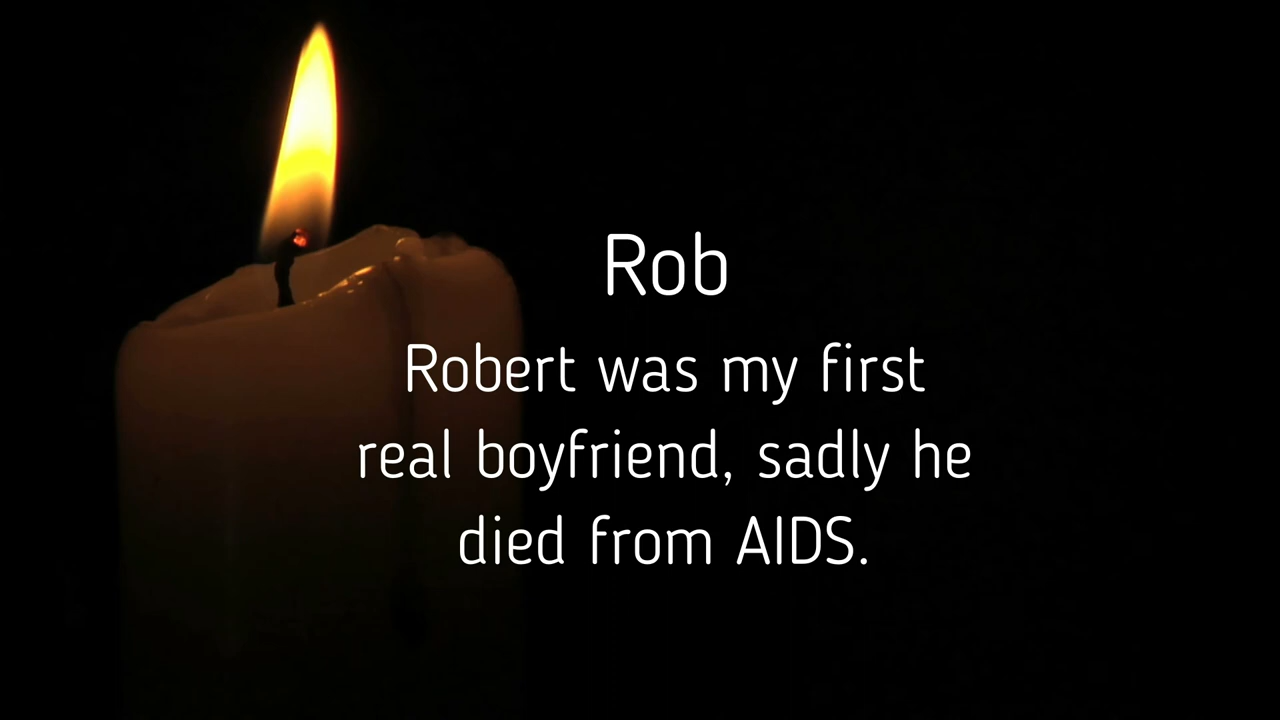 Rob
Robert was my first
real boyfriend, sadly he
died from AIDS.